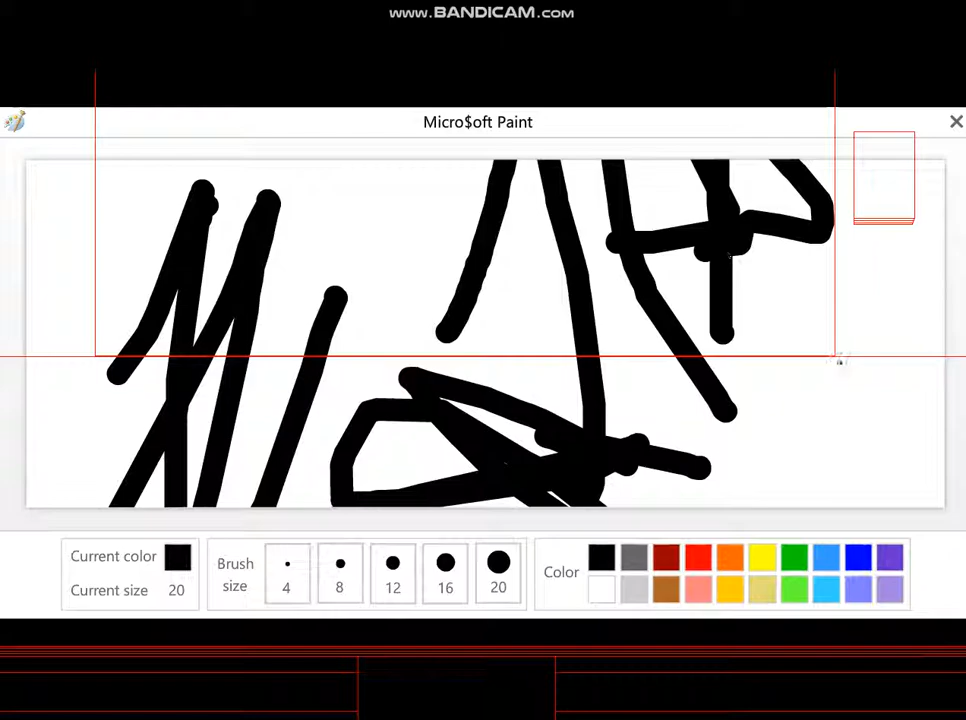 www.BANDICAM.com
Micro$oft Paint
Current color
Current size 20
Brush size
4
8
12
16
20
Color